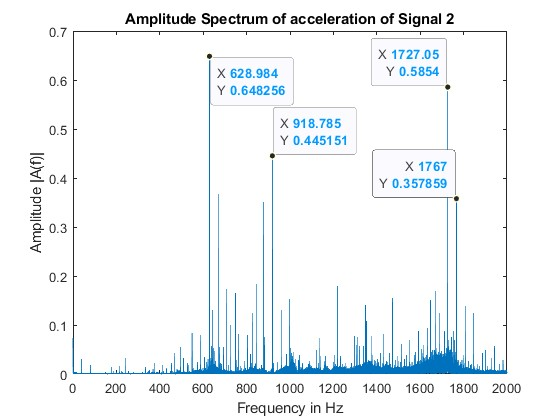 Amplitude Spectrum of acceleration of Signal 2
Amplitude |A(f)|
0.7
0.6
0.5
0.4
0.3
0.2
0.1
0
X 628.984
Y 0.648256
X 918.785
Y 0.445151
X 1727.05
Y 0.5854
X 1767
Y 0.357859
0 200 400 600 800 1000 1200 1400 1600 1800 2000
Frequency in Hz